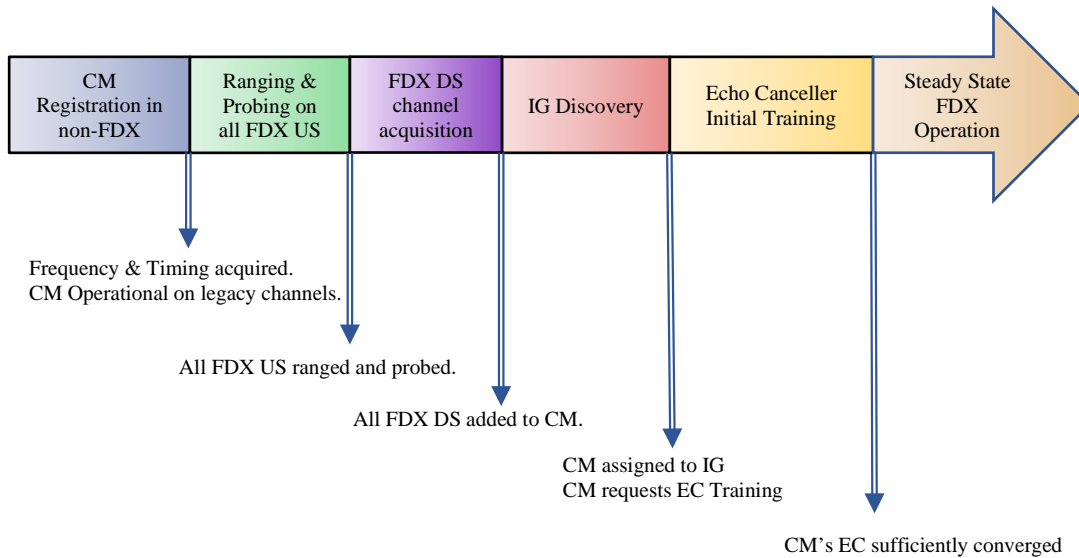 CM
Registration in
non-FDX
Ranging &
Probing on
all FDX US
FDX DS
channel
acquisition
IG Discovery
Echo Canceller
Initial Training
Steady State
FDX
Operation
Frequency & Timing acquired.
CM Operational on legacy channels.
All FDX US ranged and probed.
All FDX DS added to CM.
CM assigned to IG
CM requests EC Training
CM’s EC sufficiently converged